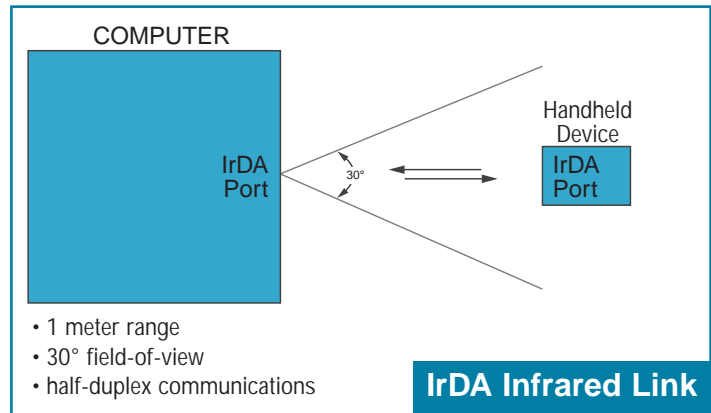 COMPUTER
Handheld
Device
IrDA
Port
30°
IrDA
Port
• 1 meter range
• 30° field-of-view
• half-duplex communications
IrDA Infrared Link